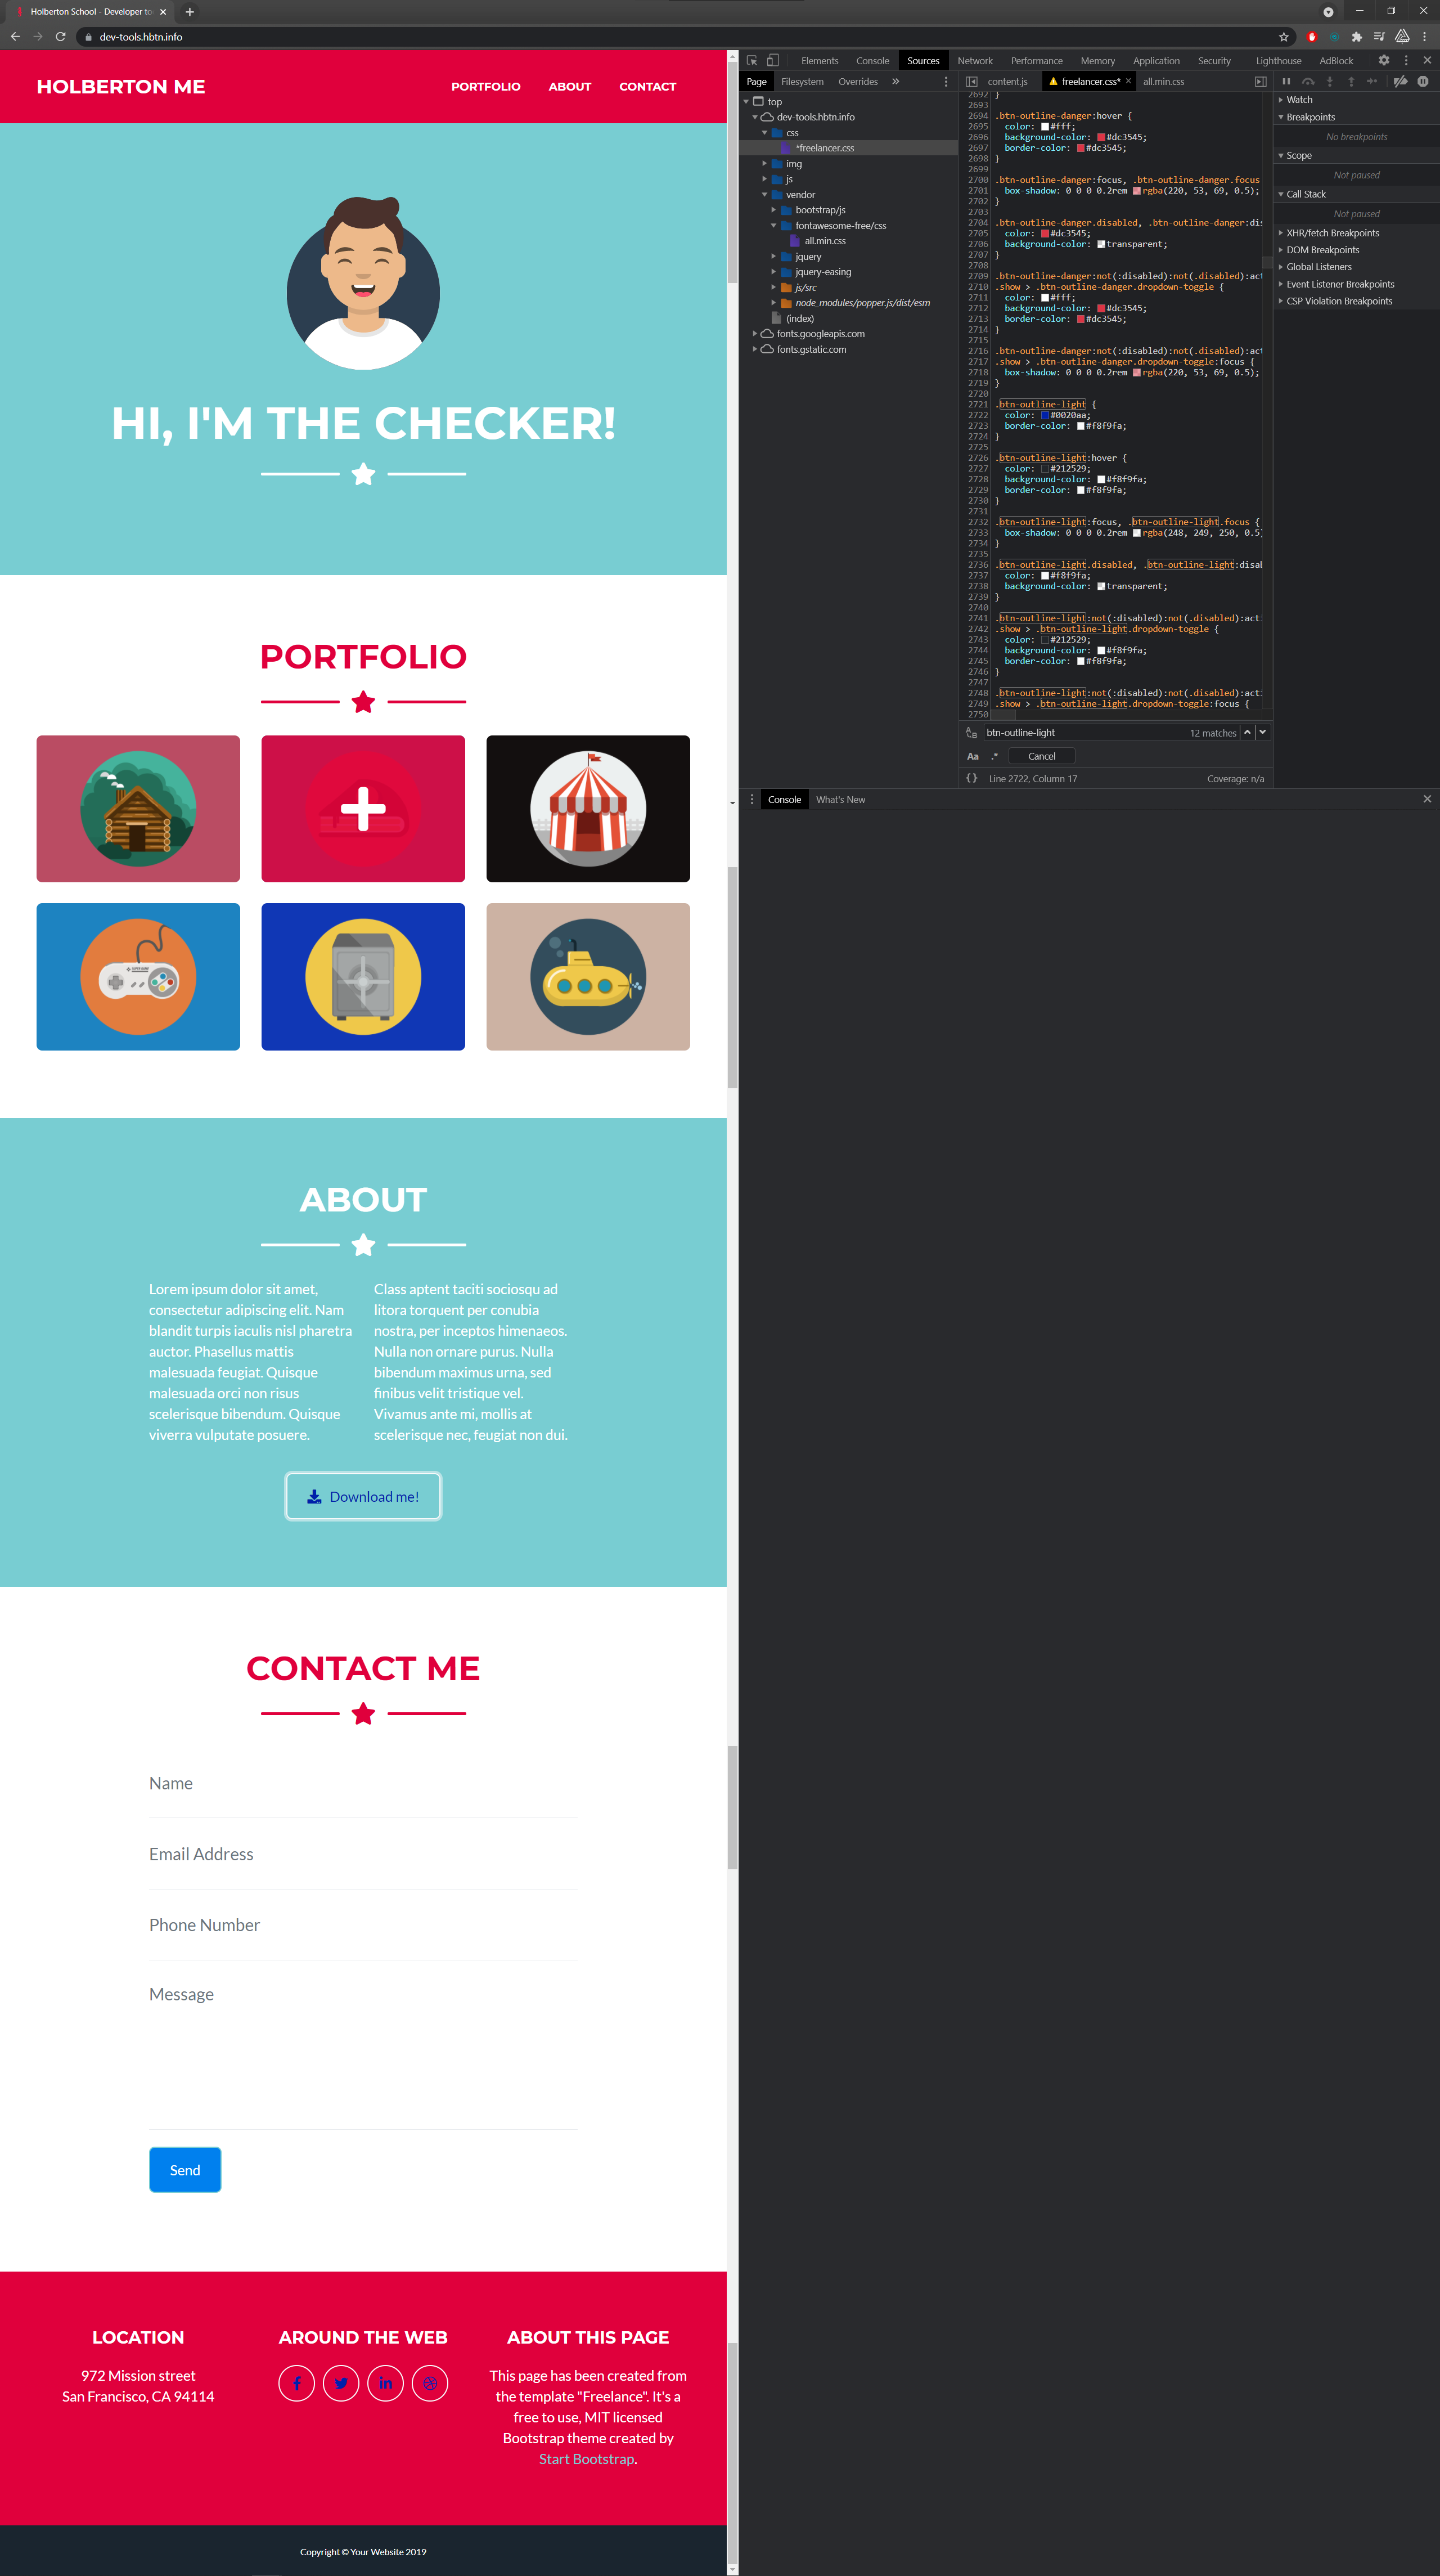 Holberton School - Developer to
dev-tools.hbtn.info
HOLBERTON ME
PORTFOLIO ABOUT CONTACT
HI, I'M THE CHECKER!
PORTFOLIO
ABOUT
Lorem ipsum dolor sit amet,
consectetur adipiscing elit. Nam
blandit turpis iaculis nisl pharetra
auctor. Phasellus mattis
malesuada feugiat. Quisque
malesuada orci non risus
scelerisque bibendum. Quisque
viverra vulputate posuere.
Class aptent taciti sociosqu ad
litora torquent per conubia
nostra, per inceptos himenaeos.
Nulla non ornare purus. Nulla
bibendum maximus urna, sed
finibus velit tristique vel.
Vivamus ante mi, mollis at
scelerisque nec, feugiat non dui.
Download me!
CONTACT ME
Name
Email Address
Phone Number
Message
Send
LOCATION
972 Mission street
San Francisco, CA 94114
AROUND THE WEB
ABOUT THIS PAGE
This page has been created from
the template "Freelance". It's a
free to use, MIT licensed
Bootstrap theme created by
Start Bootstrap.
Copyright © Your Website 2019
Elements Console Sources Network Performance Memory Application Security Lighthouse AdBlock
Page Filesystem Overrides »
top
dev-tools.hbtn.info
css
*freelancer.css
img
js
vendor
bootstrap/js
fontawesome-free/css
all.min.css
jquery
jquery-easing
js/src
node_modules/popper.js/dist/esm
(index)
fonts.googleapis.com
fonts.gstatic.com
content.js freelancer.css* × all.min.css
2692 }
2693
2694 .btn-outline-danger:hover {
2695 color: #fff;
2696 background-color: #dc3545;
2697 border-color: #dc3545;
2698 }
2699
2700 .btn-outline-danger:focus, .btn-outline-danger.focus
2701 box-shadow: 0 0 0 0.2rem rgba(220, 53, 69, 0.5);
2702 }
2703
2704 .btn-outline-danger.disabled, .btn-outline-danger:dis
2705 color: #dc3545;
2706 background-color: transparent;
2707 }
2708
2709 .btn-outline-danger:not(:disabled):not(.disabled):act
2710 .show > .btn-outline-danger.dropdown-toggle {
2711 color: #fff;
2712 background-color: #dc3545;
2713 border-color: #dc3545;
2714 }
2715
2716 .btn-outline-danger:not(:disabled):not(.disabled):act
2717 .show > .btn-outline-danger.dropdown-toggle:focus {
2718 box-shadow: 0 0 0 0.2rem rgba(220, 53, 69, 0.5);
2719 }
2720
2721 .btn-outline-light {
2722 color: #0020aa;
2723 border-color: #f8f9fa;
2724 }
2725
2726 .btn-outline-light:hover {
2727 color: #212529;
2728 background-color: #f8f9fa;
2729 border-color: #f8f9fa;
2730 }
2731
2732 .btn-outline-light:focus, .btn-outline-light.focus {
2733 box-shadow: 0 0 0 0.2rem rgba(248, 249, 250, 0.5)
2734 }
2735
2736 .btn-outline-light.disabled, .btn-outline-light:disab
2737 color: #f8f9fa;
2738 background-color: transparent;
2739 }
2740
2741 .btn-outline-light:not(:disabled):not(.disabled):acti
2742 .show > .btn-outline-light.dropdown-toggle {
2743 color: #212529;
2744 background-color: #f8f9fa;
2745 border-color: #f8f9fa;
2746 }
2747
2748 .btn-outline-light:not(:disabled):not(.disabled):acti
2749 .show > .btn-outline-light.dropdown-toggle:focus {
2750
btn-outline-light 12 matches
Aa .* Cancel
{} Line 2722, Column 17 Coverage: n/a
Watch
Breakpoints
No breakpoints
Scope
Not paused
Call Stack
Not paused
XHR/fetch Breakpoints
DOM Breakpoints
Global Listeners
Event Listener Breakpoints
CSP Violation Breakpoints
Console What's New